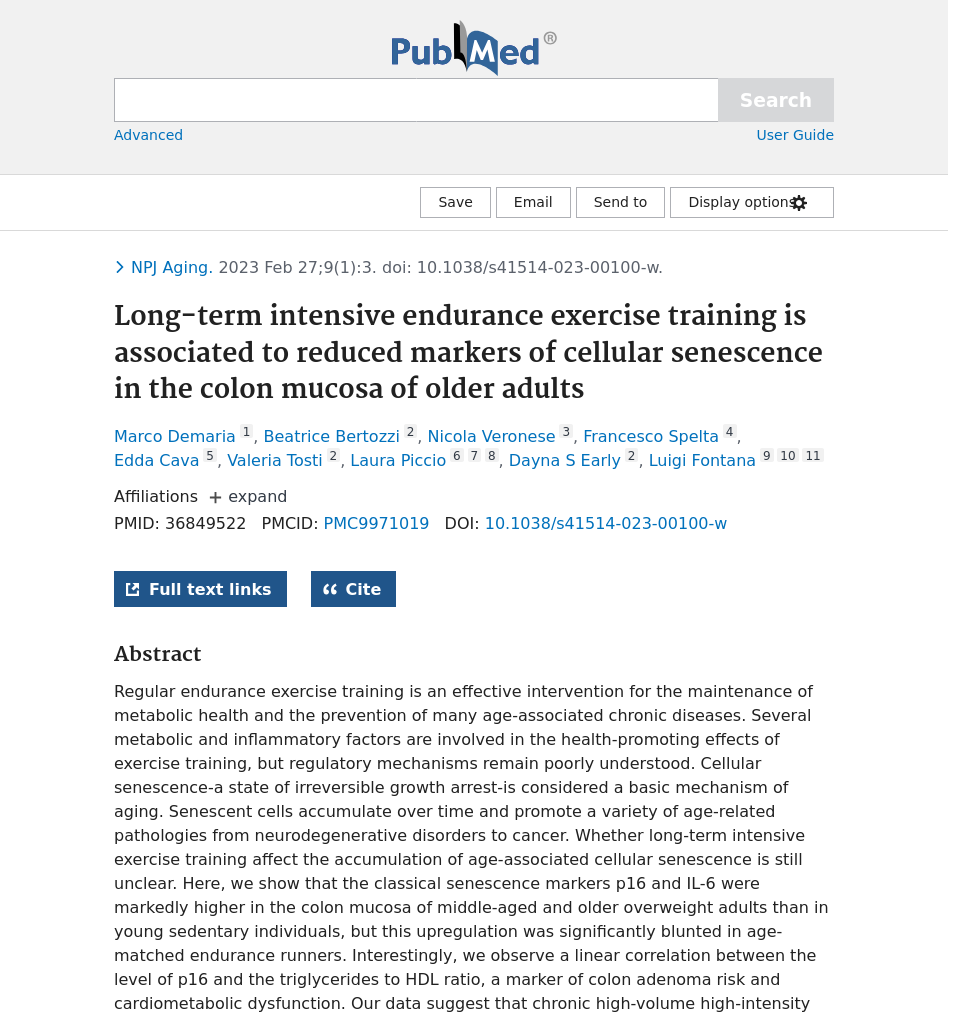 PubMed®
Search
Advanced
User Guide
Save
Email
Send to
Display options
NPJ Aging. 2023 Feb 27;9(1):3. doi: 10.1038/s41514-023-00100-w.
Long-term intensive endurance exercise training is
associated to reduced markers of cellular senescence
in the colon mucosa of older adults
Marco Demaria 1, Beatrice Bertozzi 2, Nicola Veronese 3, Francesco Spelta 4,
Edda Cava 5, Valeria Tosti 2, Laura Piccio 6 7 8, Dayna S Early 2, Luigi Fontana 9 10 11
Affiliations + expand
PMID: 36849522 PMCID: PMC9971019 DOI: 10.1038/s41514-023-00100-w
Full text links
Cite
Abstract
Regular endurance exercise training is an effective intervention for the maintenance of
metabolic health and the prevention of many age-associated chronic diseases. Several
metabolic and inflammatory factors are involved in the health-promoting effects of
exercise training, but regulatory mechanisms remain poorly understood. Cellular
senescence-a state of irreversible growth arrest-is considered a basic mechanism of
aging. Senescent cells accumulate over time and promote a variety of age-related
pathologies from neurodegenerative disorders to cancer. Whether long-term intensive
exercise training affect the accumulation of age-associated cellular senescence is still
unclear. Here, we show that the classical senescence markers p16 and IL-6 were
markedly higher in the colon mucosa of middle-aged and older overweight adults than in
young sedentary individuals, but this upregulation was significantly blunted in age-
matched endurance runners. Interestingly, we observe a linear correlation between the
level of p16 and the triglycerides to HDL ratio, a marker of colon adenoma risk and
cardiometabolic dysfunction. Our data suggest that chronic high-volume high-intensity